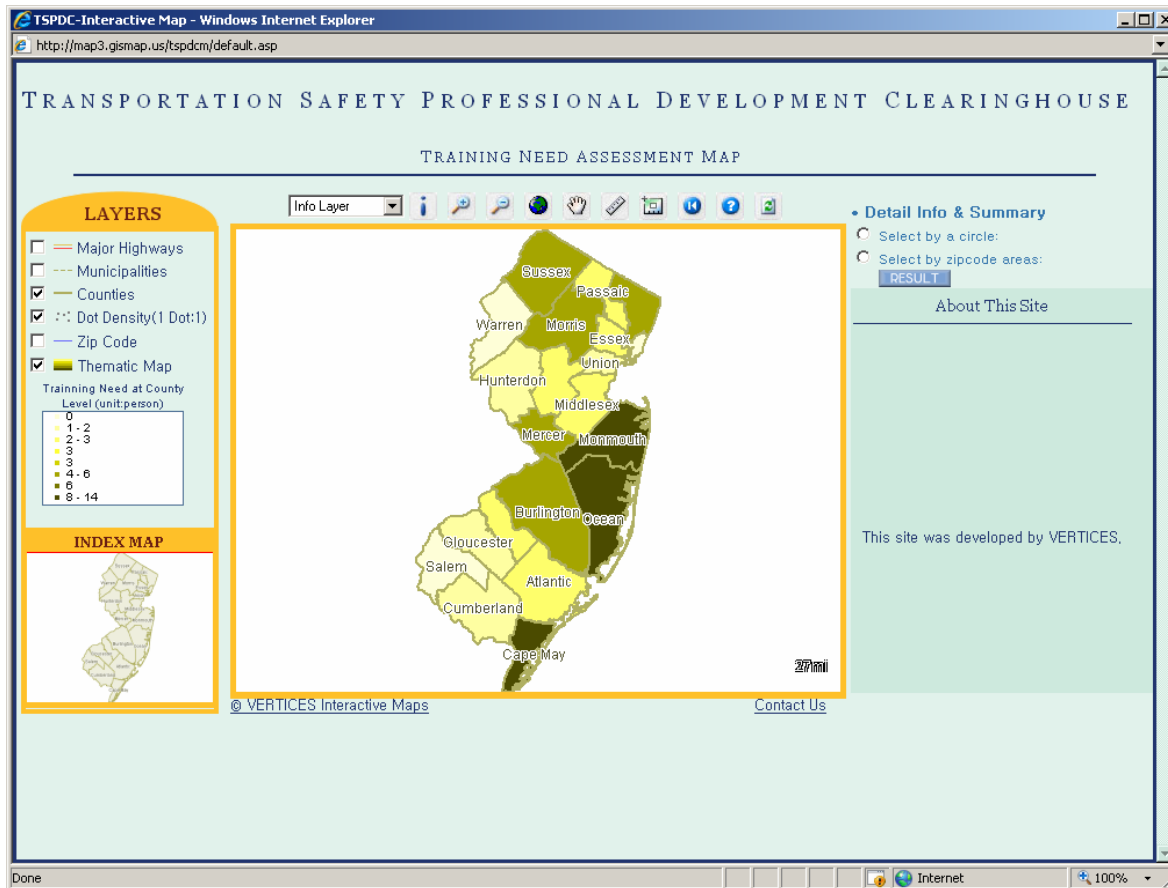 TSPDC-Interactive Map - Windows Internet Explorer
http://map3.gismap.us/tspdcm/default.asp
TRANSPORTATION SAFETY PROFESSIONAL DEVELOPMENT CLEARINGHOUSE
TRAINING NEED ASSESSMENT MAP
LAYERS
Major Highways
Municipalities
Counties
Dot Density(1 Dot:1)
Zip Code
Thematic Map
Trainning Need at County
Level (unit:person)
0
1 - 2
2 - 3
3
3
4 - 6
6
8 - 14
INDEX MAP
Info Layer
Sussex
Passaic
Warren
Morris
Essex
Union
Hunterdon
Middlesex
Mercer
Monmouth
Burlington
Ocean
Gloucester
Salem
Atlantic
Cumberland
Cape May
27mi
© VERTICES Interactive Maps
Contact Us
• Detail Info & Summary
Select by a circle:
Select by zipcode areas:
RESULT
About This Site
This site was developed by VERTICES,
Done
Internet
100%